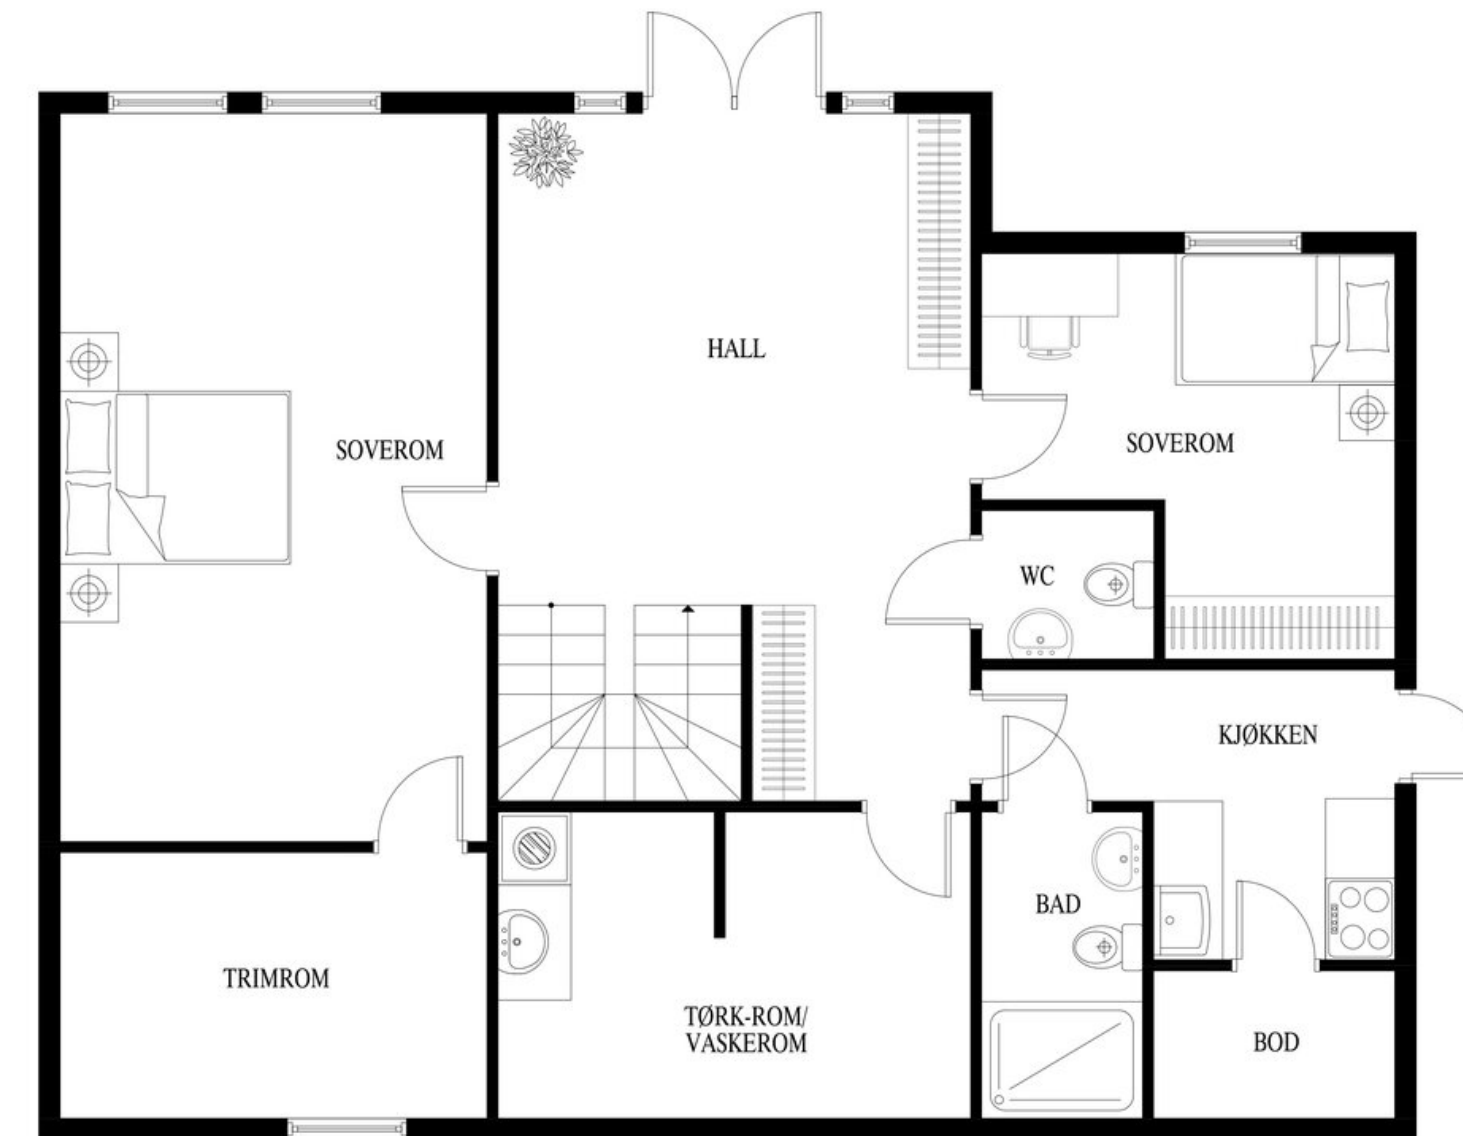 HALL
SOVEROM
SOVEROM
WC
KJØKKEN
BAD
TRIMROM
TØRK-ROM/
VASKEROM
BOD